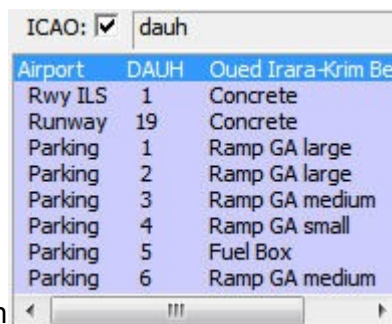 ICAO: dauh
Airport DAUH Oued Irara-Krim Be
Rwy ILS 1 Concrete
Runway 19 Concrete
Parking 1 Ramp GA large
Parking 2 Ramp GA large
Parking 3 Ramp GA medium
Parking 4 Ramp GA small
Parking 5 Fuel Box
Parking 6 Ramp GA medium